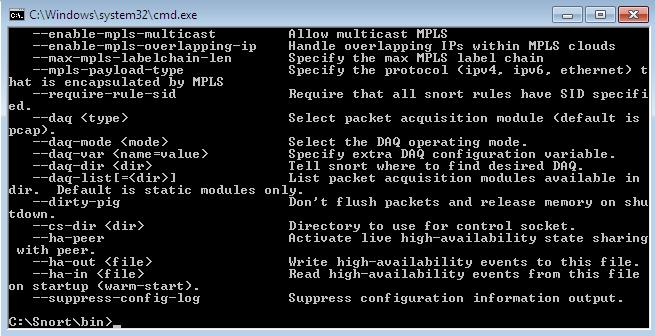 C:\Windows\system32\cmd.exe
--enable-mpls-multicast Allow multicast MPLS
--enable-mpls-overlapping-ip Handle overlapping IPs within MPLS clouds
--max-mpls-labelchain-len Specify the max MPLS label chain
--mpls-payload-type Specify the protocol (ipv4, ipv6, ethernet) t
hat is encapsulated by MPLS
--require-rule-sid Require that all snort rules have SID specifi
ed.
--daq <type> Select packet acquisition module (default is
pcap).
--daq-mode <mode> Select the DAQ operating mode.
--daq-var <name=value> Specify extra DAQ configuration variable.
--daq-dir <dir> Tell snort where to find desired DAQ.
--daq-list[=<dir>] List packet acquisition modules available in
dir. Default is static modules only.
--dirty-pig Don't flush packets and release memory on shu
tdown.
--cs-dir <dir> Directory to use for control socket.
--ha-peer Activate live high-availability state sharing
with peer.
--ha-out <file> Write high-availability events to this file.
--ha-in <file> Read high-availability events from this file
on startup (warm-start).
--suppress-config-log Suppress configuration information output.
C:\Snort\bin>_